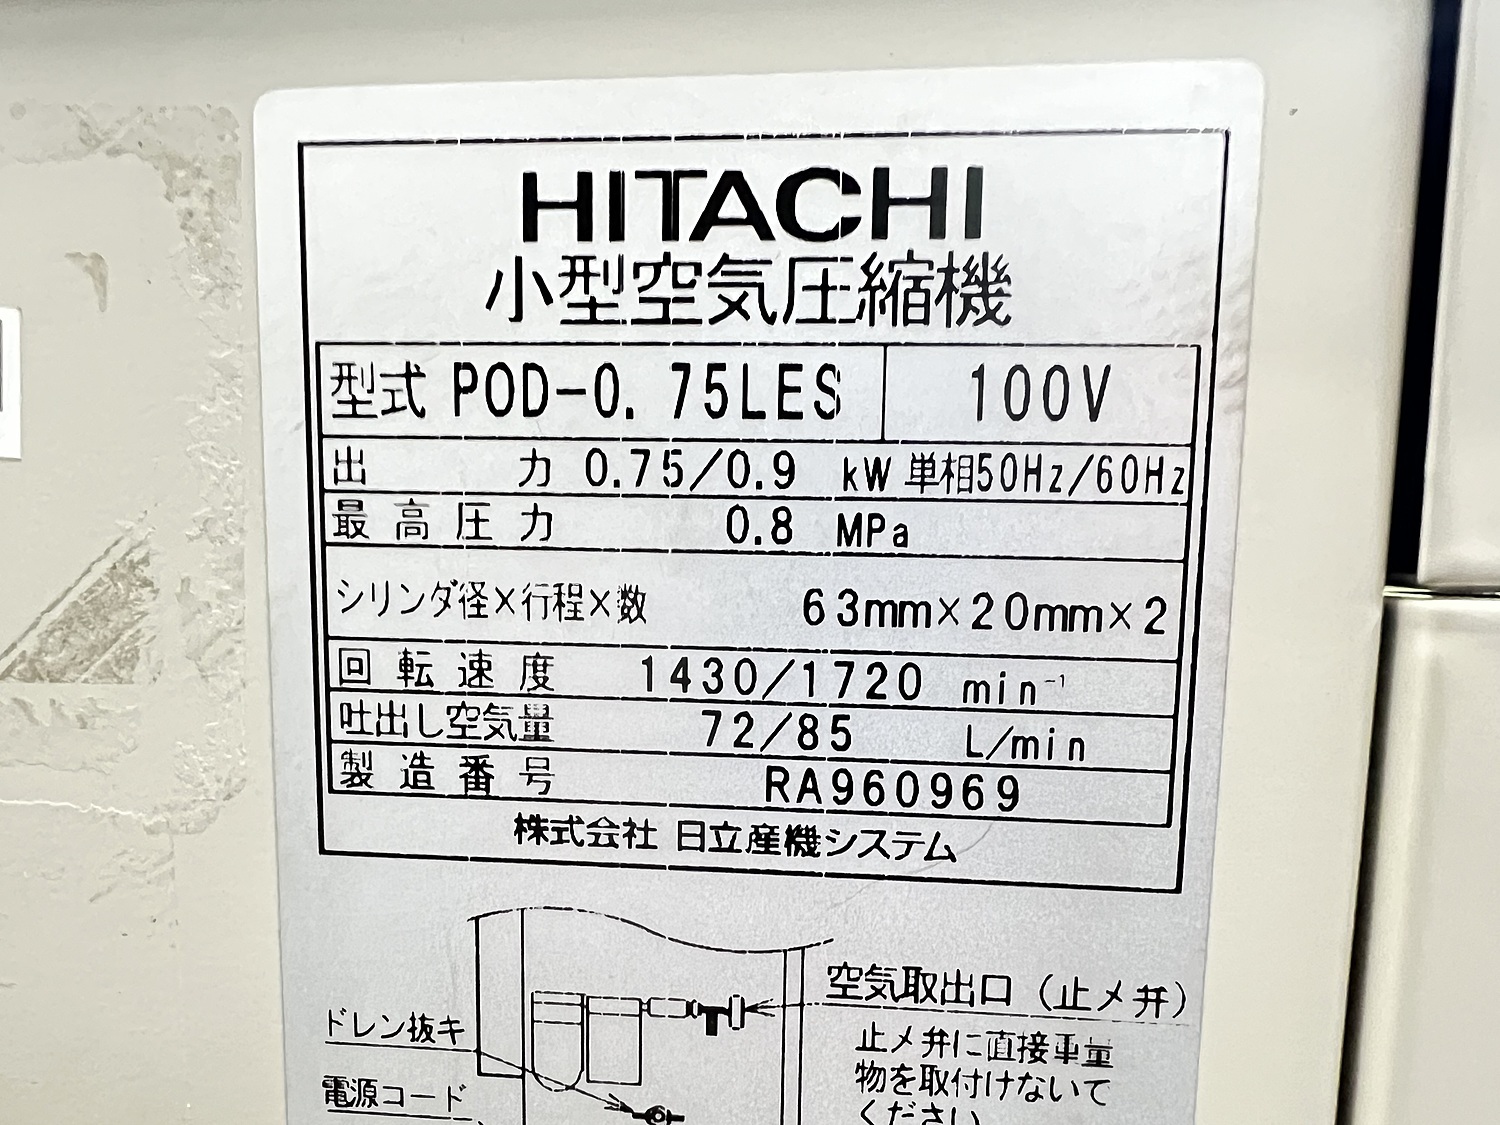 HITACHI
小型空気圧縮機
型式 POD-0.75LES 100V
出力 0.75/0.9 kW 単相50Hz/60Hz
最高圧力 0.8 MPa
シリンダ径×行程×数 63mm×20mm×2
回転速度 1430/1720 min⁻¹
吐出し空気量 72/85 L/min
製造番号 RA960969
株式会社 日立産機システム
空気取出口(止メ弁)
ドレン抜キ
止メ弁に直接重量
物を取付けないで
ください
電源コード